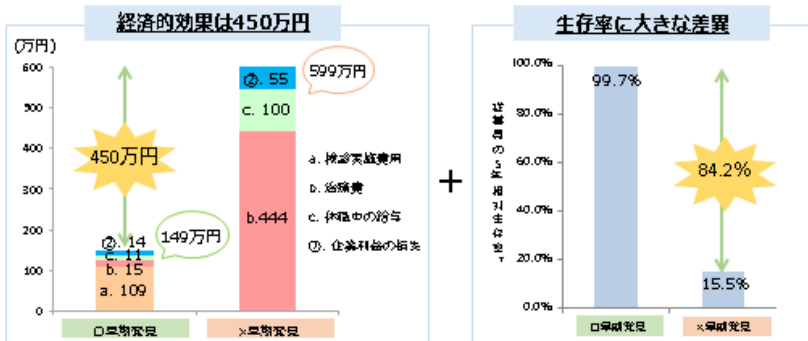 経済的効果は450万円
(万円)
600
500
400
300
200
100
0
450万円
②. 14
c. 11
b. 15
a. 109
149万円
②. 55
c. 100
b.444
599万円
a. 検診実施費用
b. 治療費
c. 休職中の給与
②. 企業利益の損失
○早期発見
×早期発見
+
生存率に大きな差異
100.0%
80.0%
60.0%
40.0%
20.0%
0.0%
99.7%
84.2%
15.5%
○早期発見
×早期発見